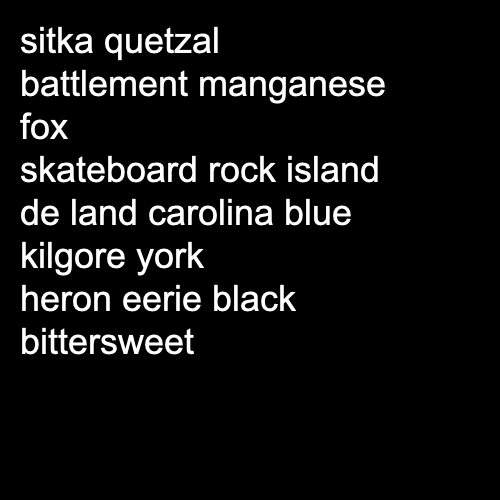 sitka quetzal
battlement manganese
fox
skateboard rock island
de land carolina blue
kilgore york
heron eerie black
bittersweet